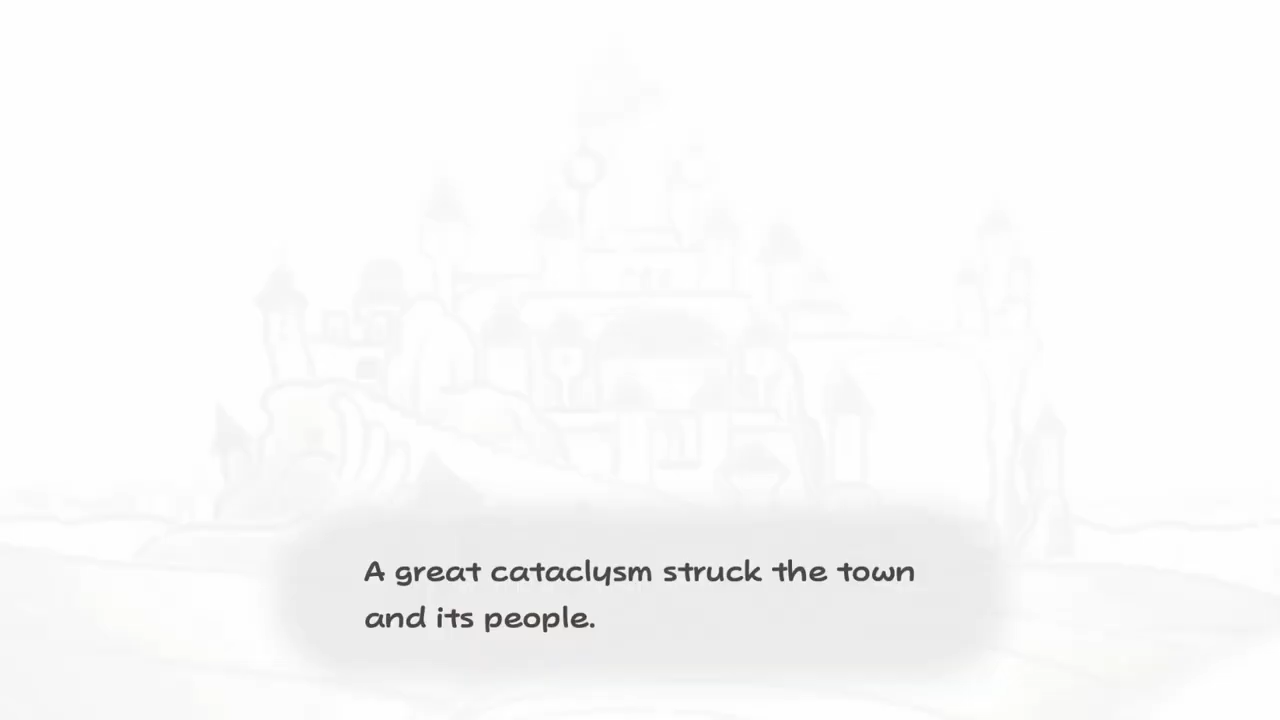 A great cataclysm struck the town
and its people.